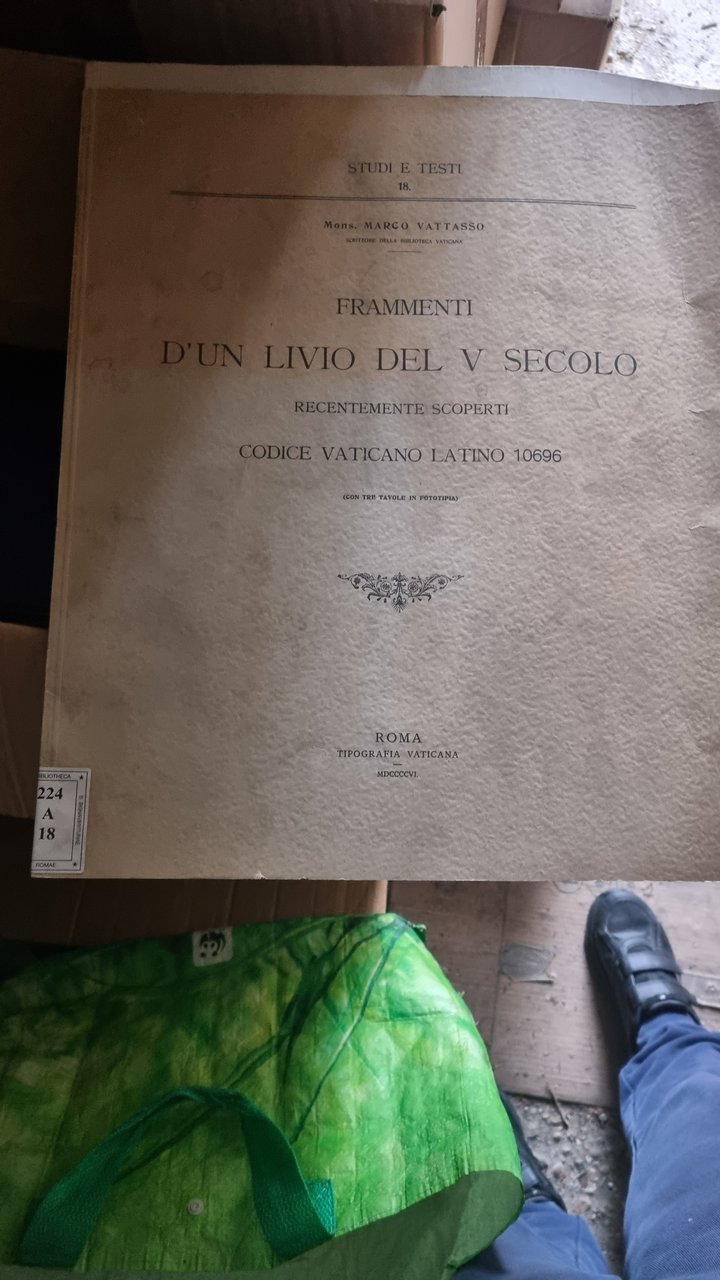 STUDI E TESTI
18.
Mons. MARCO VATTASSO
SCRITTORE DELLA BIBLIOTECA VATICANA
FRAMMENTI
D'UN LIVIO DEL V SECOLO
RECENTEMENTE SCOPERTI
CODICE VATICANO LATINO 10696
(CON TRE TAVOLE IN FOTOTIPIA)
ROMA
TIPOGRAFIA VATICANA
MDCCCCVI.
BIBLIOTHECA
224
A
18
ROMAE